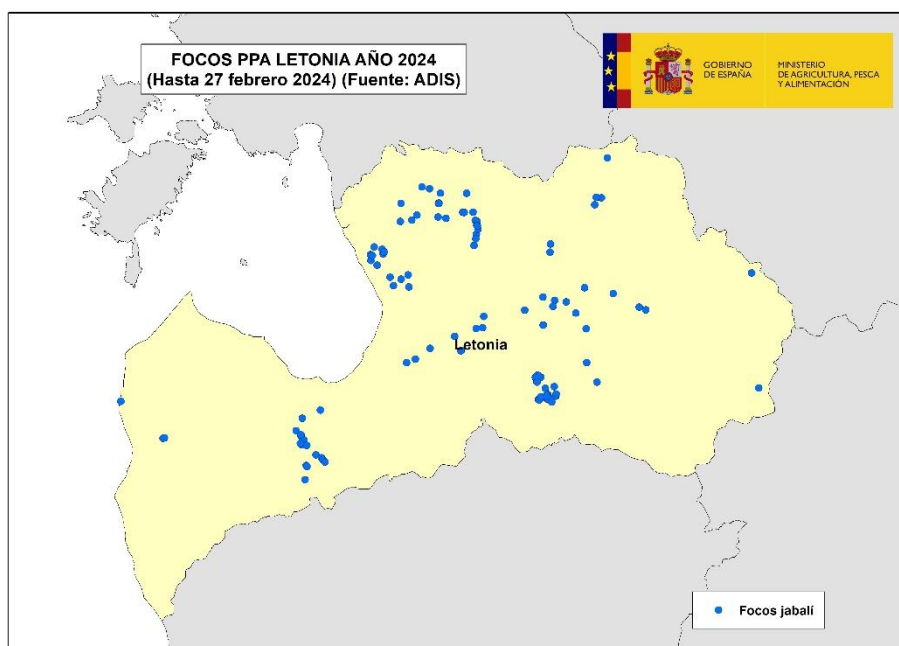 FOCOS PPA LETONIA AÑO 2024
(Hasta 27 febrero 2024) (Fuente: ADIS)
GOBIERNO
DE ESPAÑA
MINISTERIO
DE AGRICULTURA, PESCA
Y ALIMENTACIÓN
Letonia
Focos jabalí